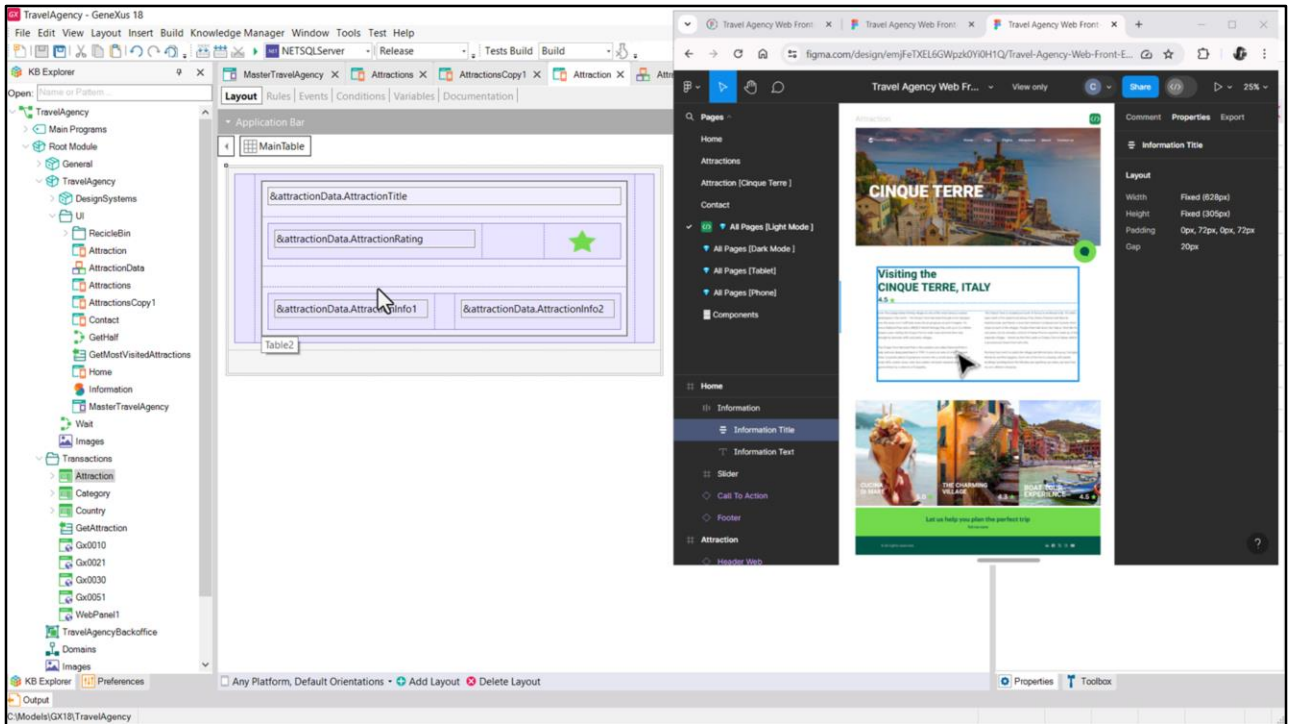 TravelAgency - GeneXus 18
File Edit View Layout Insert Build Knowledge Manager Window Tools Test Help
NETSQLServer Release Tests Build Build
KB Explorer
Open: Name or Pattern
TravelAgency
Main Programs
Root Module
General
TravelAgency
DesignSystems
UI
RecicleBin
Attraction
AttractionData
Attractions
AttractionsCopy1
Contact
GetHalf
GetMostVisitedAttractions
Home
Information
MasterTravelAgency
Wait
Images
Transactions
Attraction
Category
Country
GetAttraction
Gx0010
Gx0021
Gx0030
Gx0051
WebPanel1
TravelAgencyBackoffice
Domains
Images
KB Explorer Preferences
Output
C:\Models\GX18\TravelAgency
MasterTravelAgency Attractions AttractionsCopy1 Attraction Attr
Layout Rules Events Conditions Variables Documentation
Application Bar
MainTable
&attractionData.AttractionTitle
&attractionData.AttractionRating
&attractionData.AttractionInfo1 &attractionData.AttractionInfo2
Table2
Any Platform, Default Orientations Add Layout Delete Layout
Properties Toolbox
Travel Agency Web Front Travel Agency Web Front Travel Agency Web Front
figma.com/design/emjFeTXEL6GWpzk0Yi0H1Q/Travel-Agency-Web-Front-E...
Travel Agency Web Fr... View only C Share 25%
Pages
Home
Attractions
Attraction [Cinque Terre ]
Contact
All Pages [Light Mode ]
All Pages [Dark Mode ]
All Pages [Tablet]
All Pages [Phone]
Components
Home
Information
Information Title
Information Text
Slider
Call To Action
Footer
Attraction
Header Web
Attraction
CINQUE TERRE
Visiting the
CINQUE TERRE, ITALY
4.5
CUCINA
THE CHARMING
VILLAGE
BOAT TOUR
EXPERIENCE
5.0 4.3 4.5
Let us help you plan the perfect trip
Comment Properties Export
Information Title
Layout
Width Fixed (628px)
Height Fixed (305px)
Padding 0px, 72px, 0px, 72px
Gap 20px
?